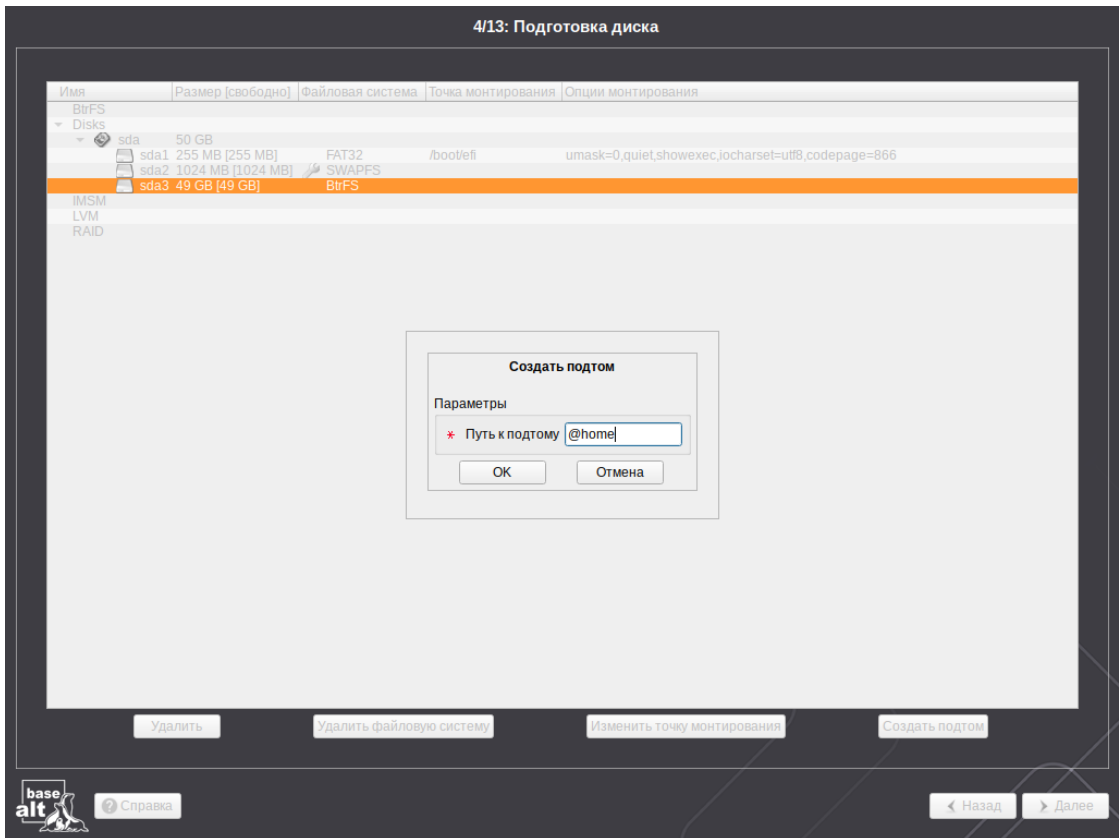 4/13: Подготовка диска
Имя Размер [свободно] Файловая система Точка монтирования Опции монтирования
BtrFS
Disks
sda 50 GB
sda1 255 MB [255 MB] FAT32 /boot/efi umask=0,quiet,showexec,iocharset=utf8,codepage=866
sda2 1024 MB [1024 MB] SWAPFS
sda3 49 GB [49 GB] BtrFS
IMSM
LVM
RAID
Создать подтом
Параметры
* Путь к подтому @home
OK Отмена
Удалить Удалить файловую систему Изменить точку монтирования Создать подтом
base
alt Справка Назад Далее